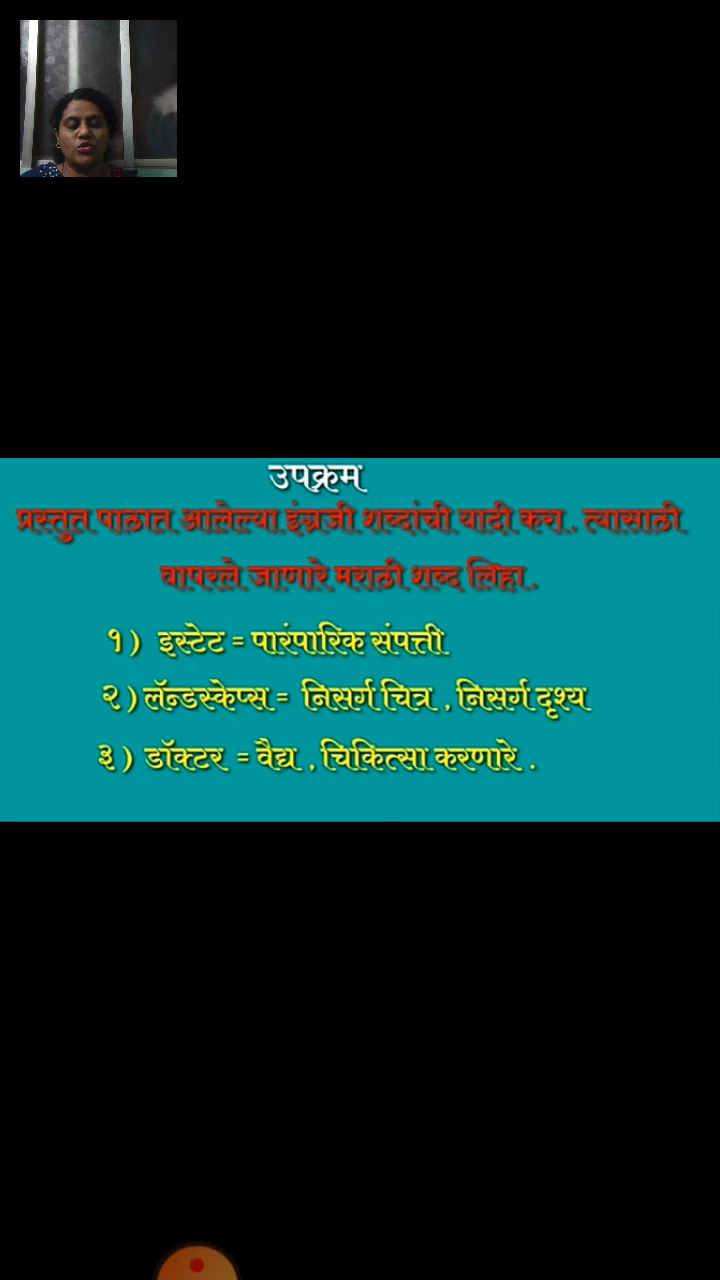 उपक्रम
प्रस्तुत पाठात आलेल्या इंग्रजी शब्दांची यादी करा . त्यासाठी
वापरले जाणारे मराठी शब्द लिहा .
१ ) इस्टेट = पारंपारिक संपत्ती
२ ) लॅन्डस्केप्स = निसर्ग चित्र , निसर्ग दृश्य
३ ) डॉक्टर = वैद्य , चिकित्सा करणारे .